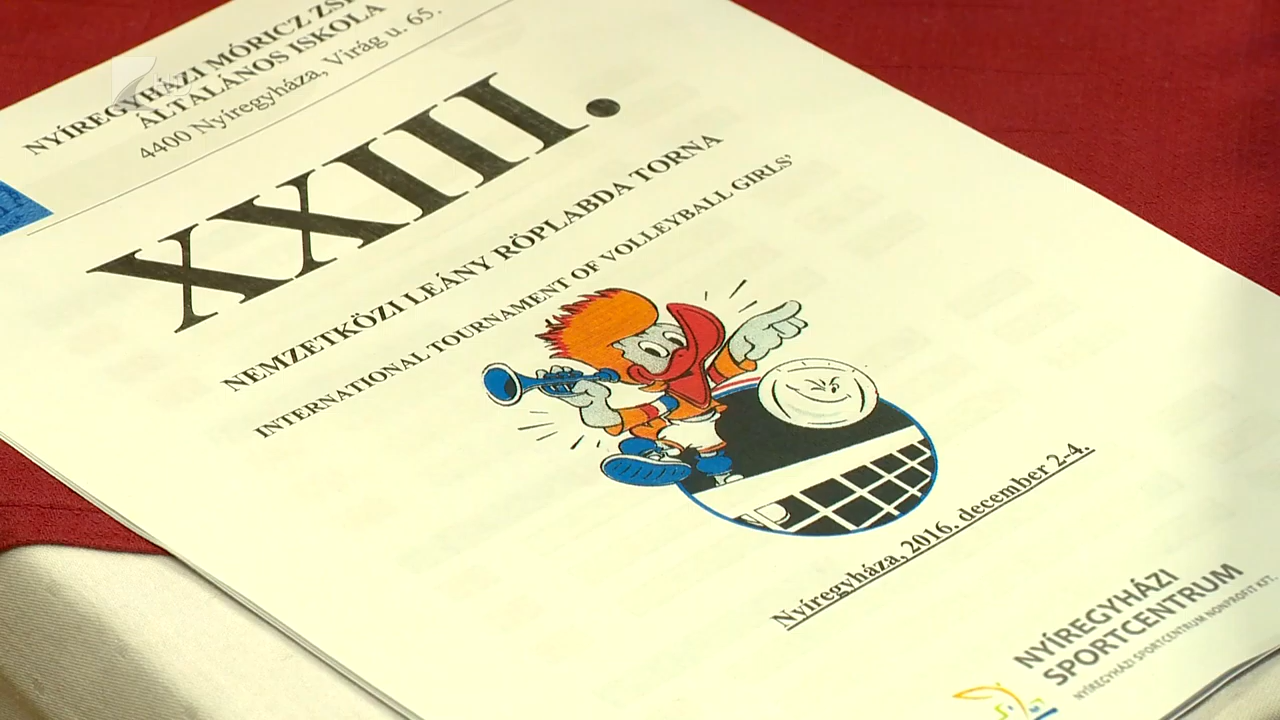 NYÍREGYHÁZI MÓRICZ
ÁLTALÁNOS ISKOLA
4400 Nyíregyháza, Virág u. 65.
XXIII.
NEMZETKÖZI LEÁNY RÖPLABDA TORNA
INTERNATIONAL TOURNAMENT OF VOLLEYBALL GIRLS'
Nyíregyháza, 2016. december 2-4.
NYÍREGYHÁZI
SPORTCENTRUM
NYÍREGYHÁZI SPORTCENTRUM NONPROFIT KFT.